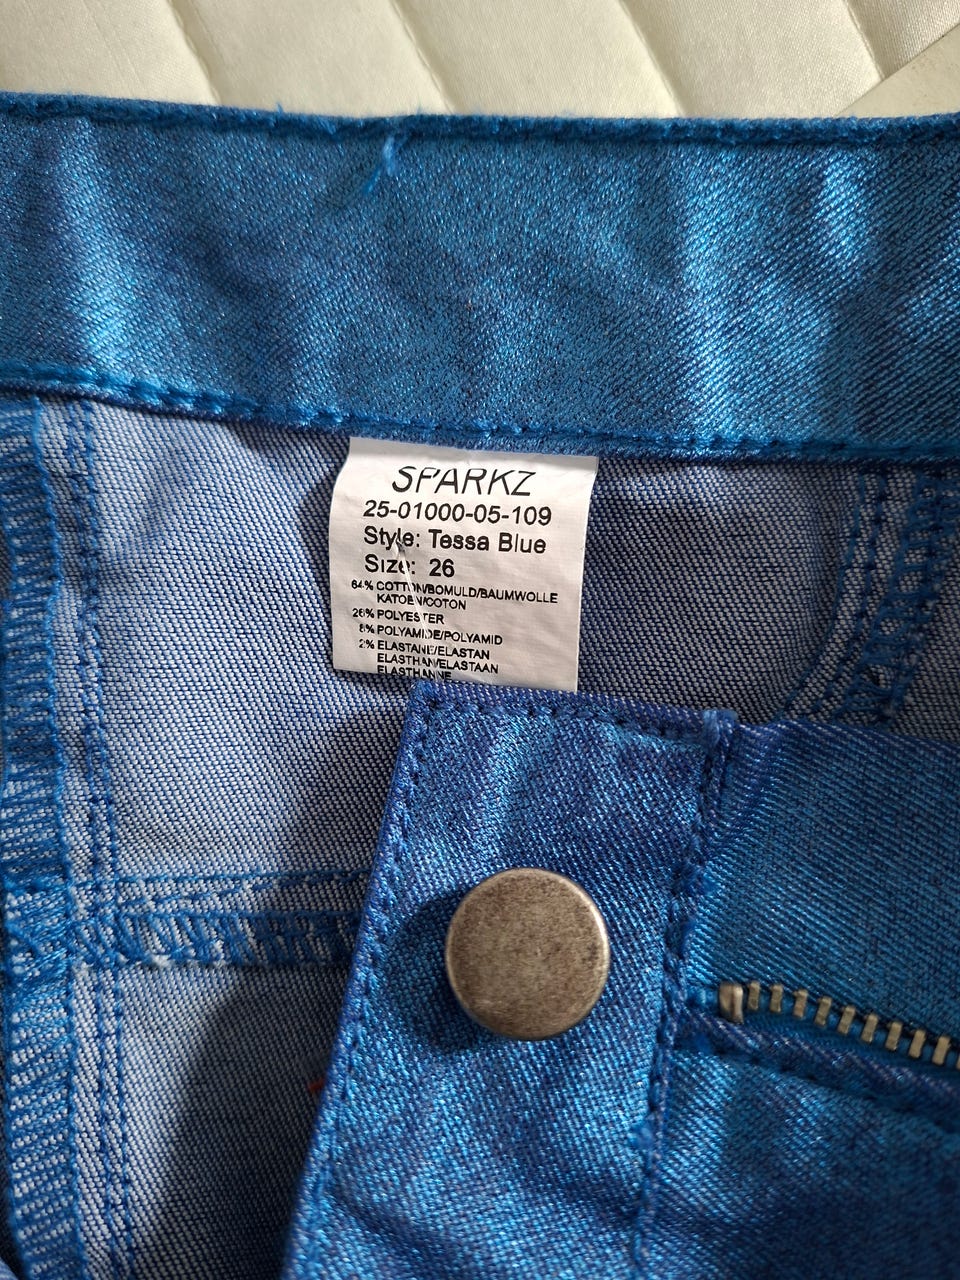 SPARKZ
25-01000-05-109
Style: Tessa Blue
Size: 26
64% COTTON/BOMULD/BAUMWOLLE
KATOEN/COTON
26% POLYESTER
8% POLYAMIDE/POLYAMID
2% ELASTANE/ELASTAN
ELASTHAN/ELASTAAN
ELASTHANNE